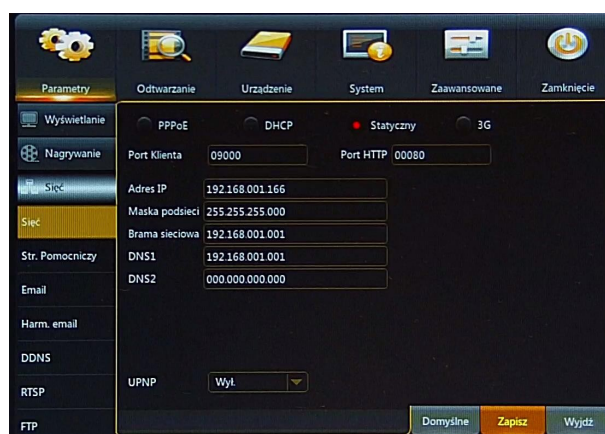 Parametry Odtwarzanie Urządzenie System Zaawansowane Zamknięcie
Wyświetlanie
Nagrywanie
Sieć
Sieć
Str. Pomocniczy
Email
Harm. email
DDNS
RTSP
FTP
PPPoE DHCP Statyczny 3G
Port Klienta 09000 Port HTTP 00080
Adres IP 192.168.001.166
Maska podsieci 255.255.255.000
Brama sieciowa 192.168.001.001
DNS1 192.168.001.001
DNS2 000.000.000.000
UPNP Wył.
Domyślne Zapisz Wyjdź